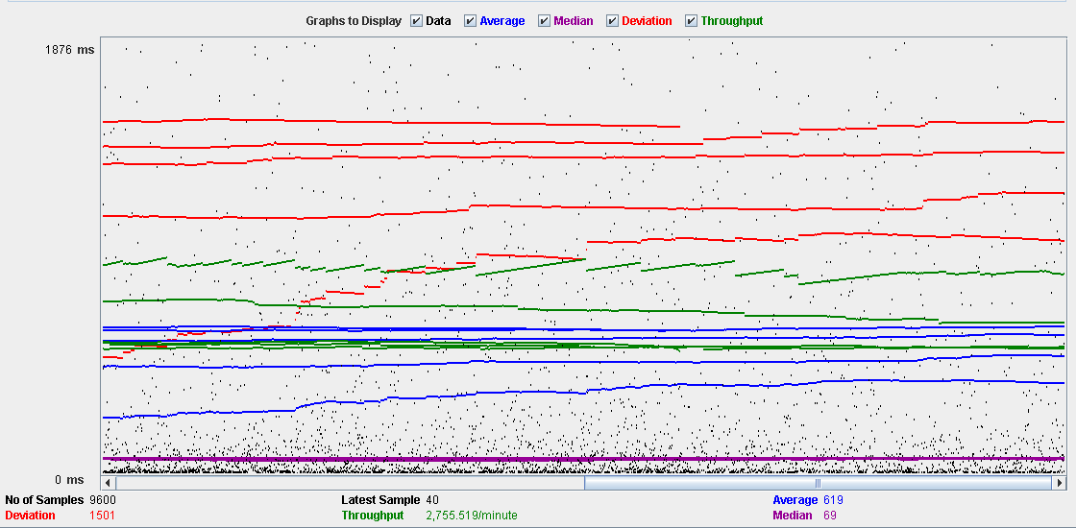 Graphs to Display Data Average Median Deviation Throughput
1876 ms
0 ms
No of Samples 9600 Latest Sample 40 Average 619
Deviation 1501 Throughput 2,755.519/minute Median 69